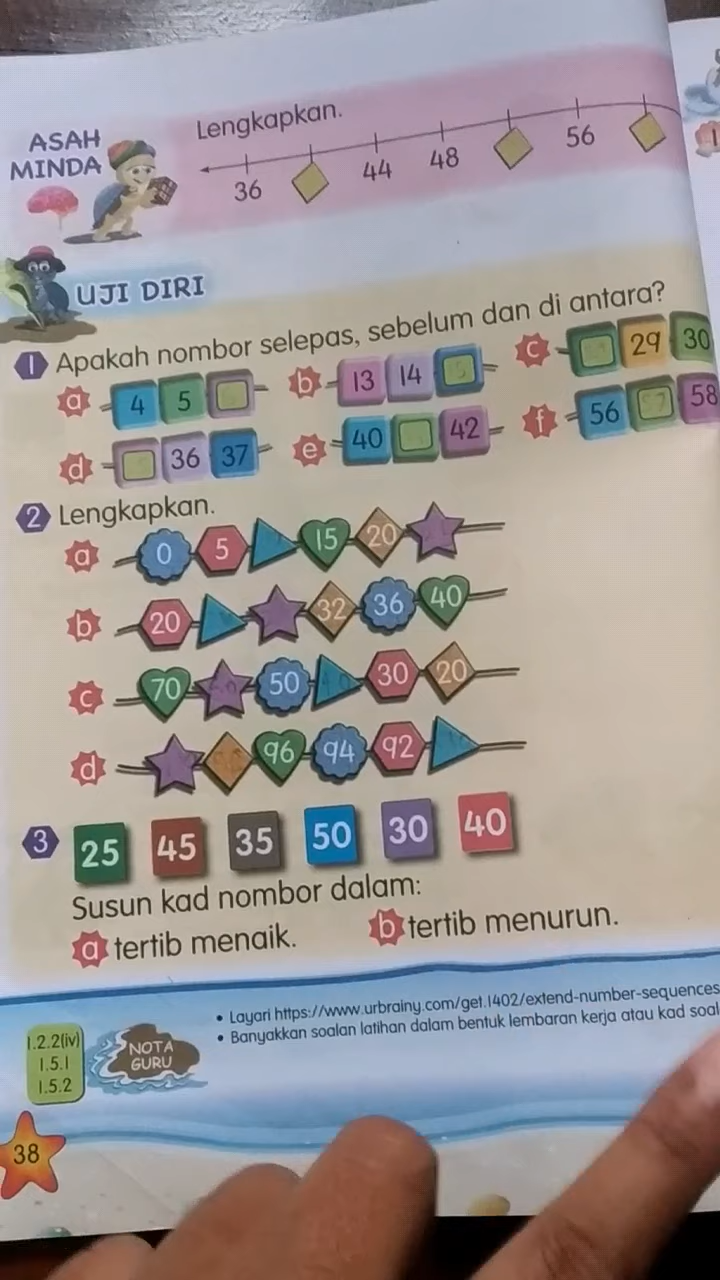 ASAH
MINDA
Lengkapkan.
36 44 48 56
UJI DIRI
1 Apakah nombor selepas, sebelum dan di antara?
a 4 5
b 13 14
c 29 30
d 36 37
e 40 42
f 56 58
2 Lengkapkan.
a 0 5 15 20
b 20 32 36 40
c 70 50 30 20
d 96 94 92
3 25 45 35 50 30 40
Susun kad nombor dalam:
a tertib menaik. b tertib menurun.
1.2.2(iv)
1.5.1
1.5.2
NOTA
GURU
• Layari https://www.urbrainy.com/get.1402/extend-number-sequences
• Banyakkan soalan latihan dalam bentuk lembaran kerja atau kad soal
38